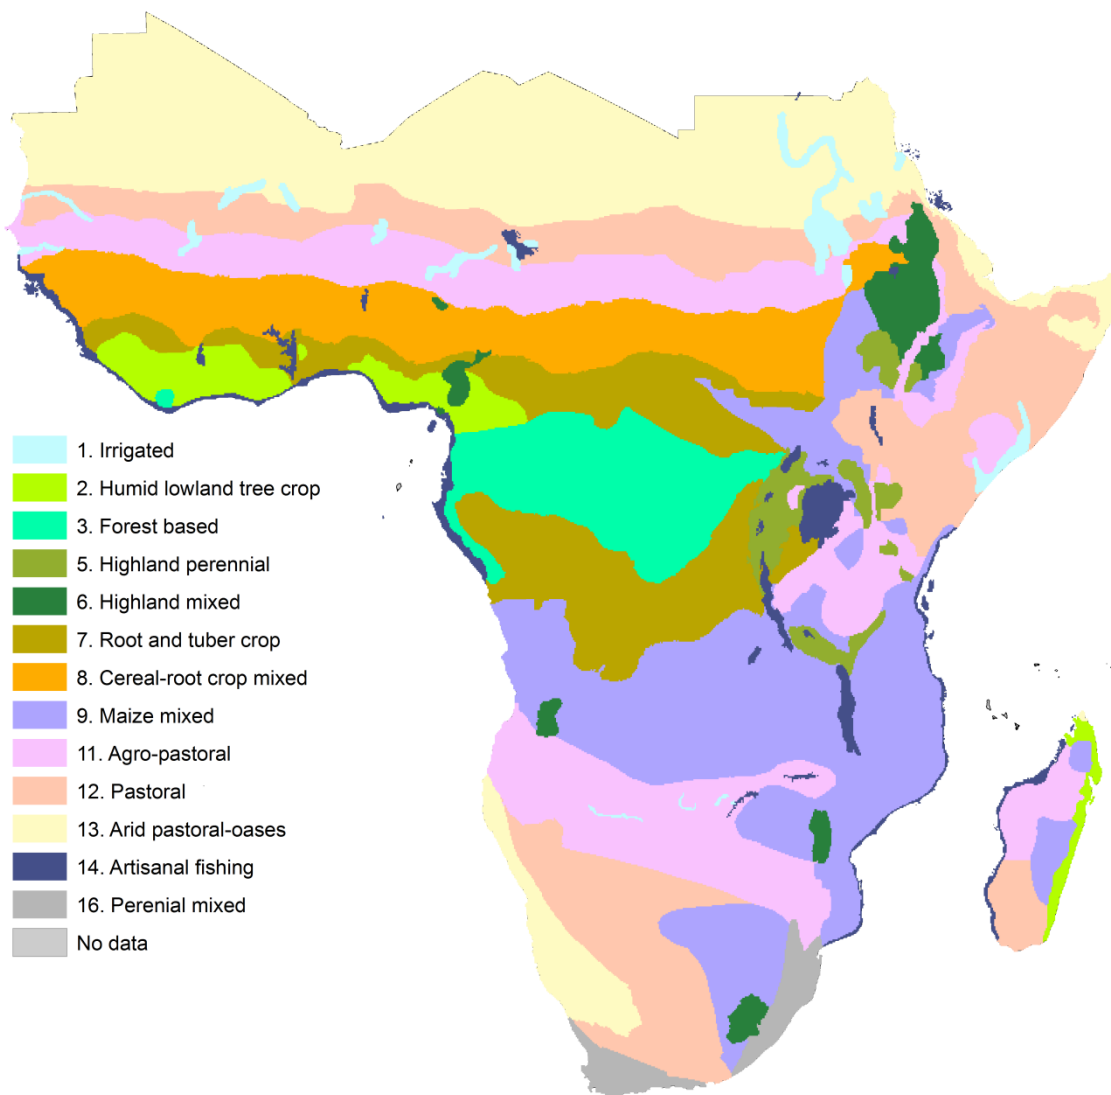 1. Irrigated
2. Humid lowland tree crop
3. Forest based
5. Highland perennial
6. Highland mixed
7. Root and tuber crop
8. Cereal-root crop mixed
9. Maize mixed
11. Agro-pastoral
12. Pastoral
13. Arid pastoral-oases
14. Artisanal fishing
16. Perenial mixed
No data